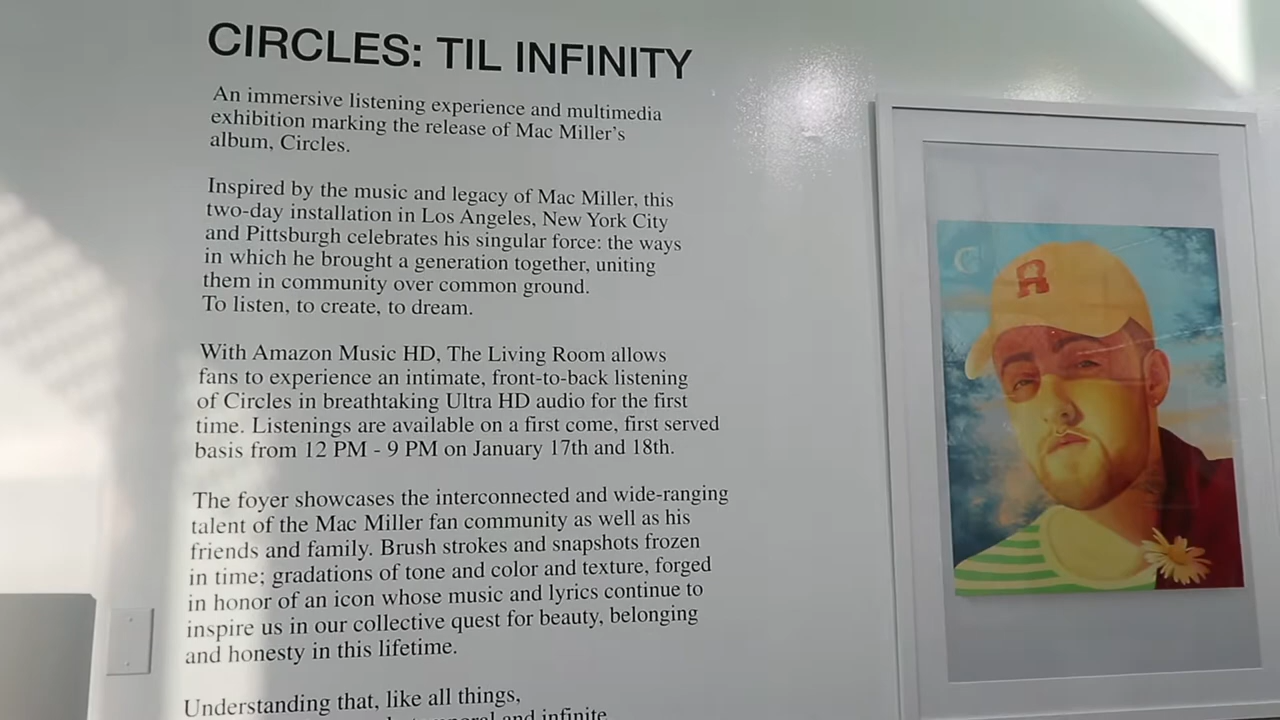 CIRCLES: TIL INFINITY
An immersive listening experience and multimedia
exhibition marking the release of Mac Miller's
album, Circles.
Inspired by the music and legacy of Mac Miller, this
two-day installation in Los Angeles, New York City
and Pittsburgh celebrates his singular force: the ways
in which he brought a generation together, uniting
them in community over common ground.
To listen, to create, to dream.
With Amazon Music HD, The Living Room allows
fans to experience an intimate, front-to-back listening
of Circles in breathtaking Ultra HD audio for the first
time. Listenings are available on a first come, first served
basis from 12 PM - 9 PM on January 17th and 18th.
The foyer showcases the interconnected and wide-ranging
talent of the Mac Miller fan community as well as his
friends and family. Brush strokes and snapshots frozen
in time; gradations of tone and color and texture, forged
in honor of an icon whose music and lyrics continue to
inspire us in our collective quest for beauty, belonging
and honesty in this lifetime.
Understanding that, like all things,
and infinite
R